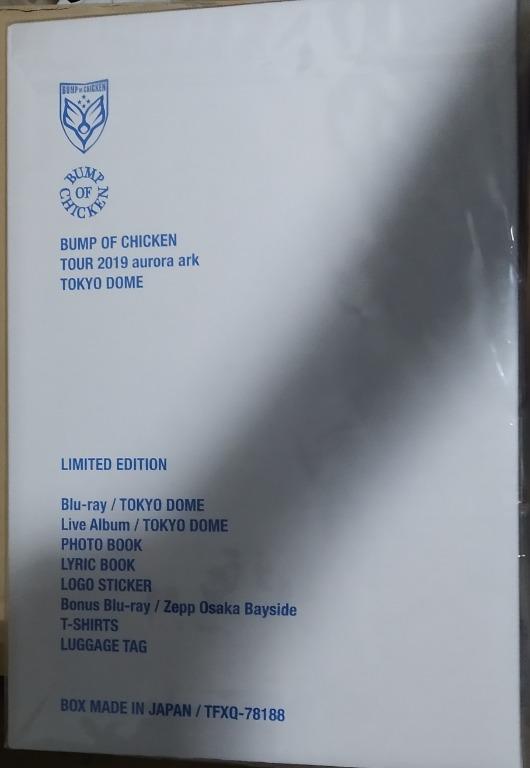 BUMP OF CHICKEN
BUMP
OF
CHICKEN
BUMP OF CHICKEN
TOUR 2019 aurora ark
TOKYO DOME
LIMITED EDITION
Blu-ray / TOKYO DOME
Live Album / TOKYO DOME
PHOTO BOOK
LYRIC BOOK
LOGO STICKER
Bonus Blu-ray / Zepp Osaka Bayside
T-SHIRTS
LUGGAGE TAG
BOX MADE IN JAPAN / TFXQ-78188